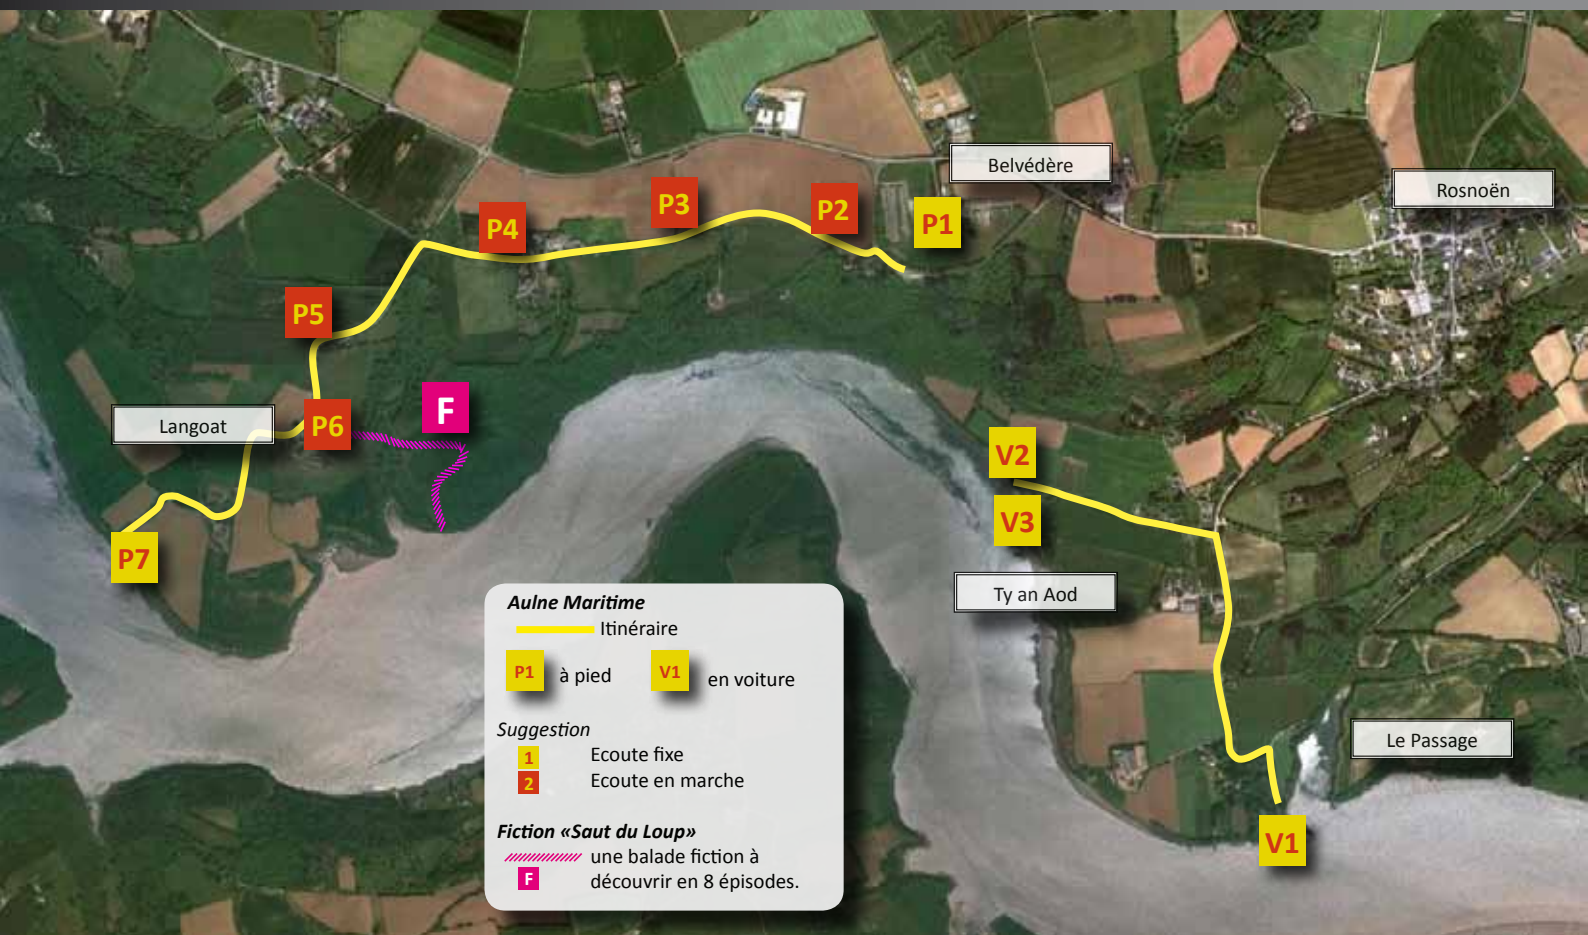 Belvédère
Rosnoën
P1
P2
P3
P4
P5
F
P6
Langoat
P7
V2
V3
Ty an Aod
Le Passage
V1
Aulne Maritime
Itinéraire
P1 à pied V1 en voiture
Suggestion
1 Ecoute fixe
2 Ecoute en marche
Fiction «Saut du Loup»
une balade fiction à
F découvrir en 8 épisodes.